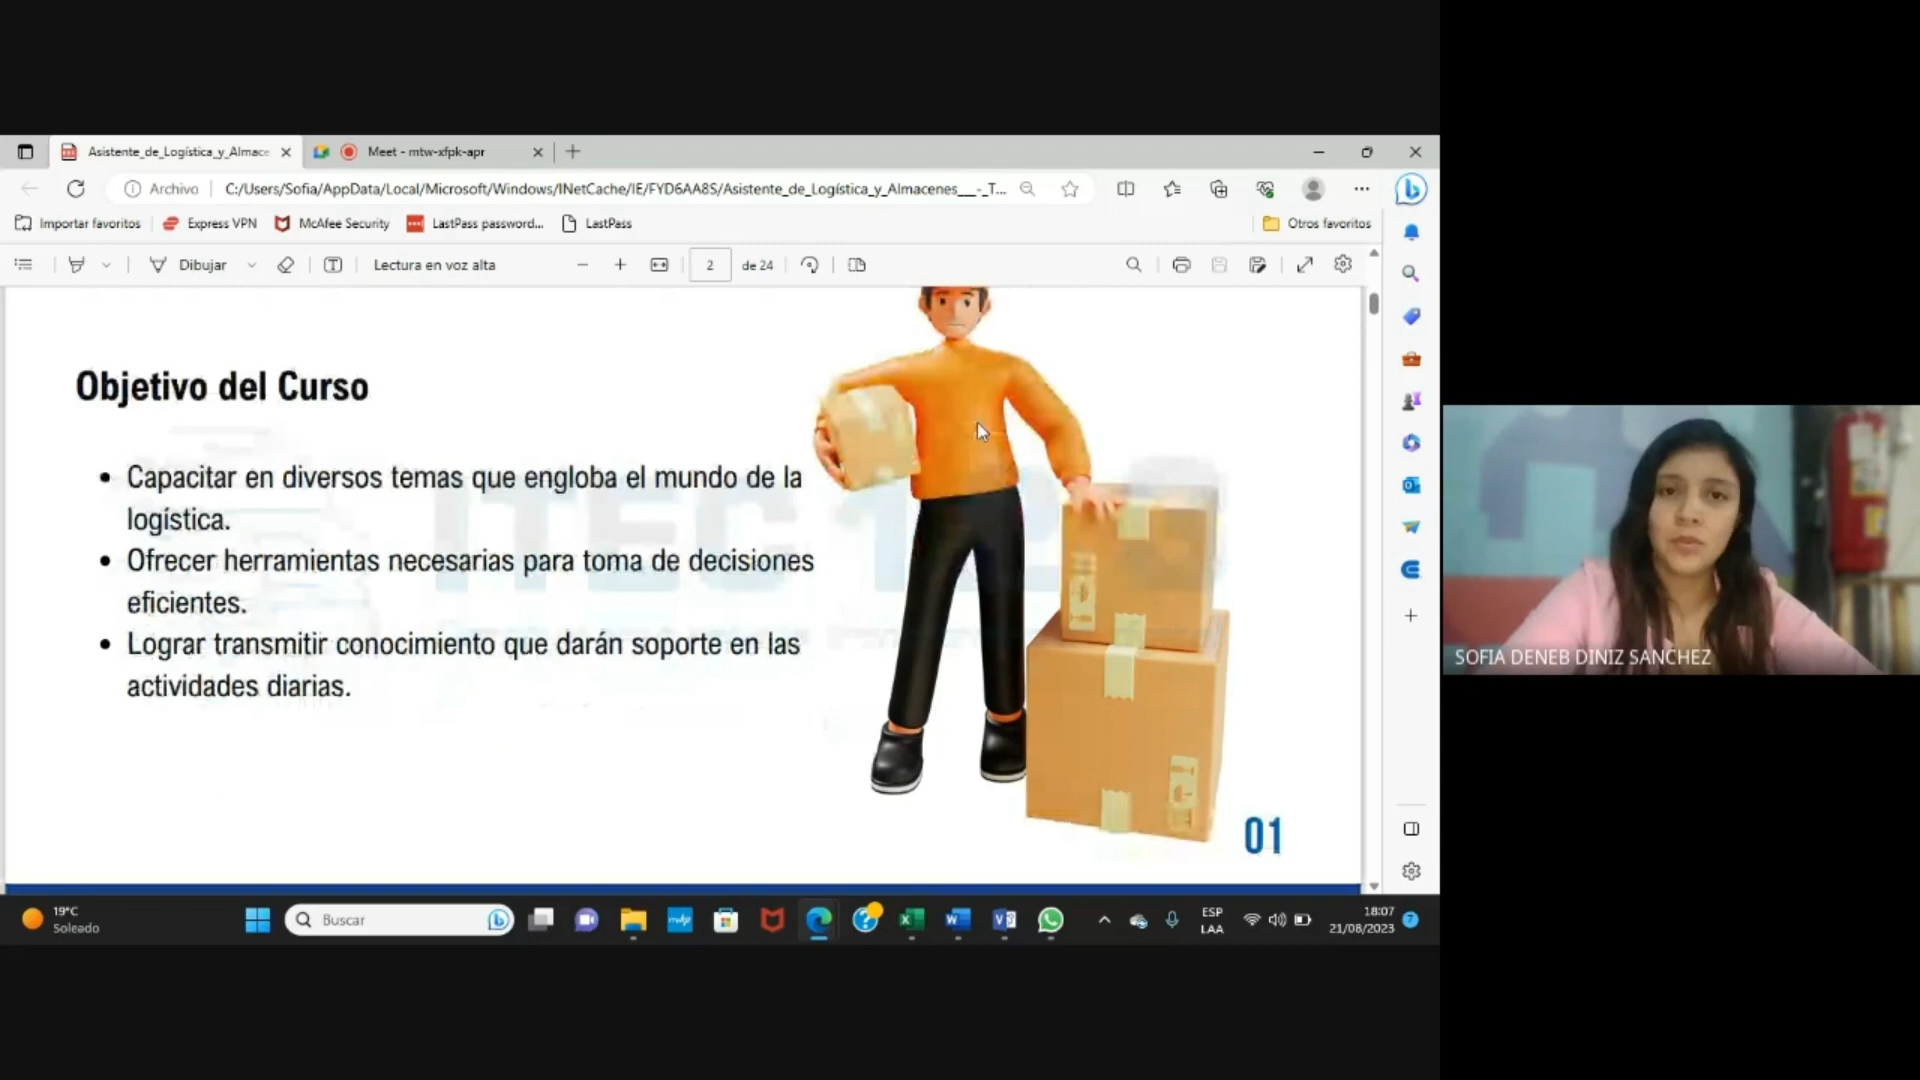 Asistente_de_Logística_y_Almace
Meet - mtw-xfpk-apr
Archivo
C:/Users/Sofia/AppData/Local/Microsoft/Windows/INetCache/IE/FYD6AA8S/Asistente_de_Logística_y_Almacenes___-_T...
Importar favoritos
Express VPN
McAfee Security
LastPass password...
LastPass
Otros favoritos
Dibujar
Lectura en voz alta
2
de 24
Objetivo del Curso
• Capacitar en diversos temas que engloba el mundo de la
logística.
• Ofrecer herramientas necesarias para toma de decisiones
eficientes.
• Lograr transmitir conocimiento que darán soporte en las
actividades diarias.
01
SOFIA DENEB DINIZ SANCHEZ
19°C
Soleado
Buscar
ESP
LAA
18:07
21/08/2023
7